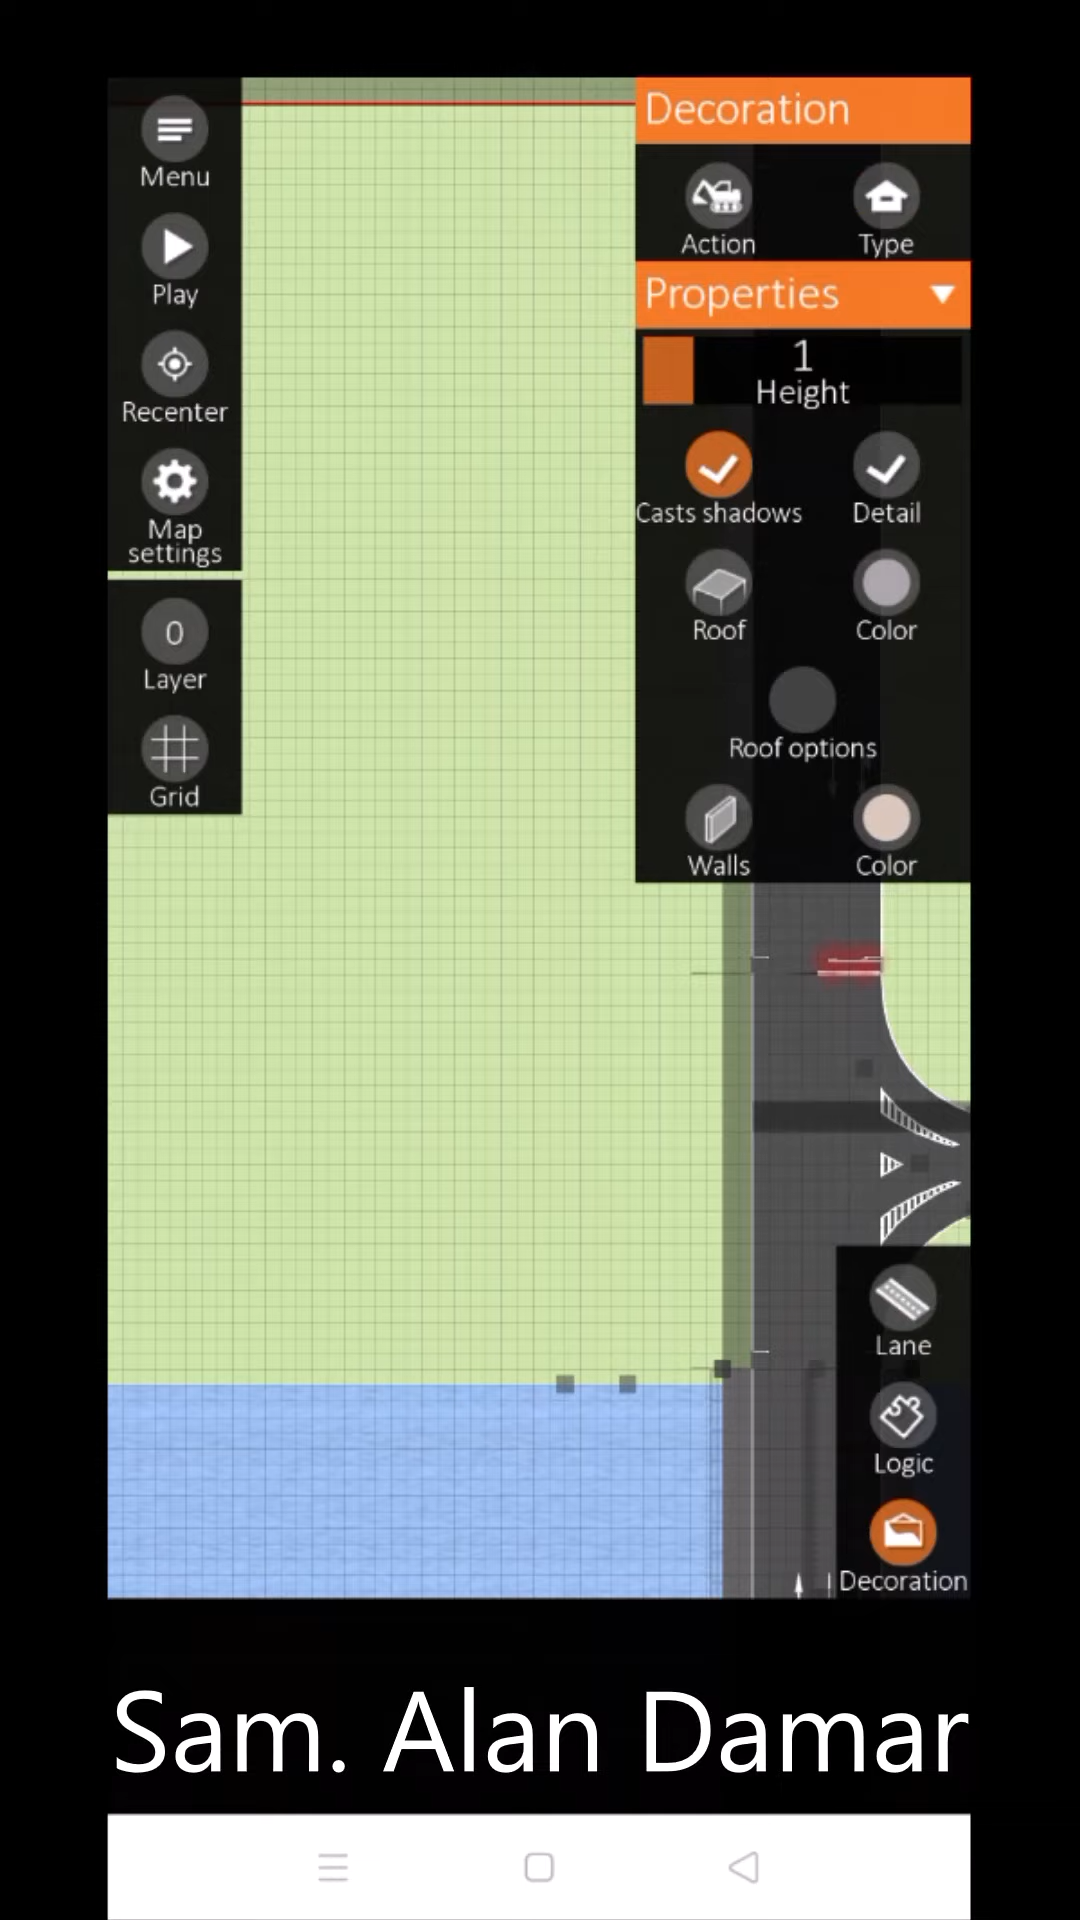 Menu
Play
Recenter
Map
settings
0
Layer
Grid
Decoration
Action
Type
Properties
1
Height
Casts shadows
Detail
Roof
Color
Roof options
Walls
Color
Lane
Logic
Decoration
Sam. Alan Damar